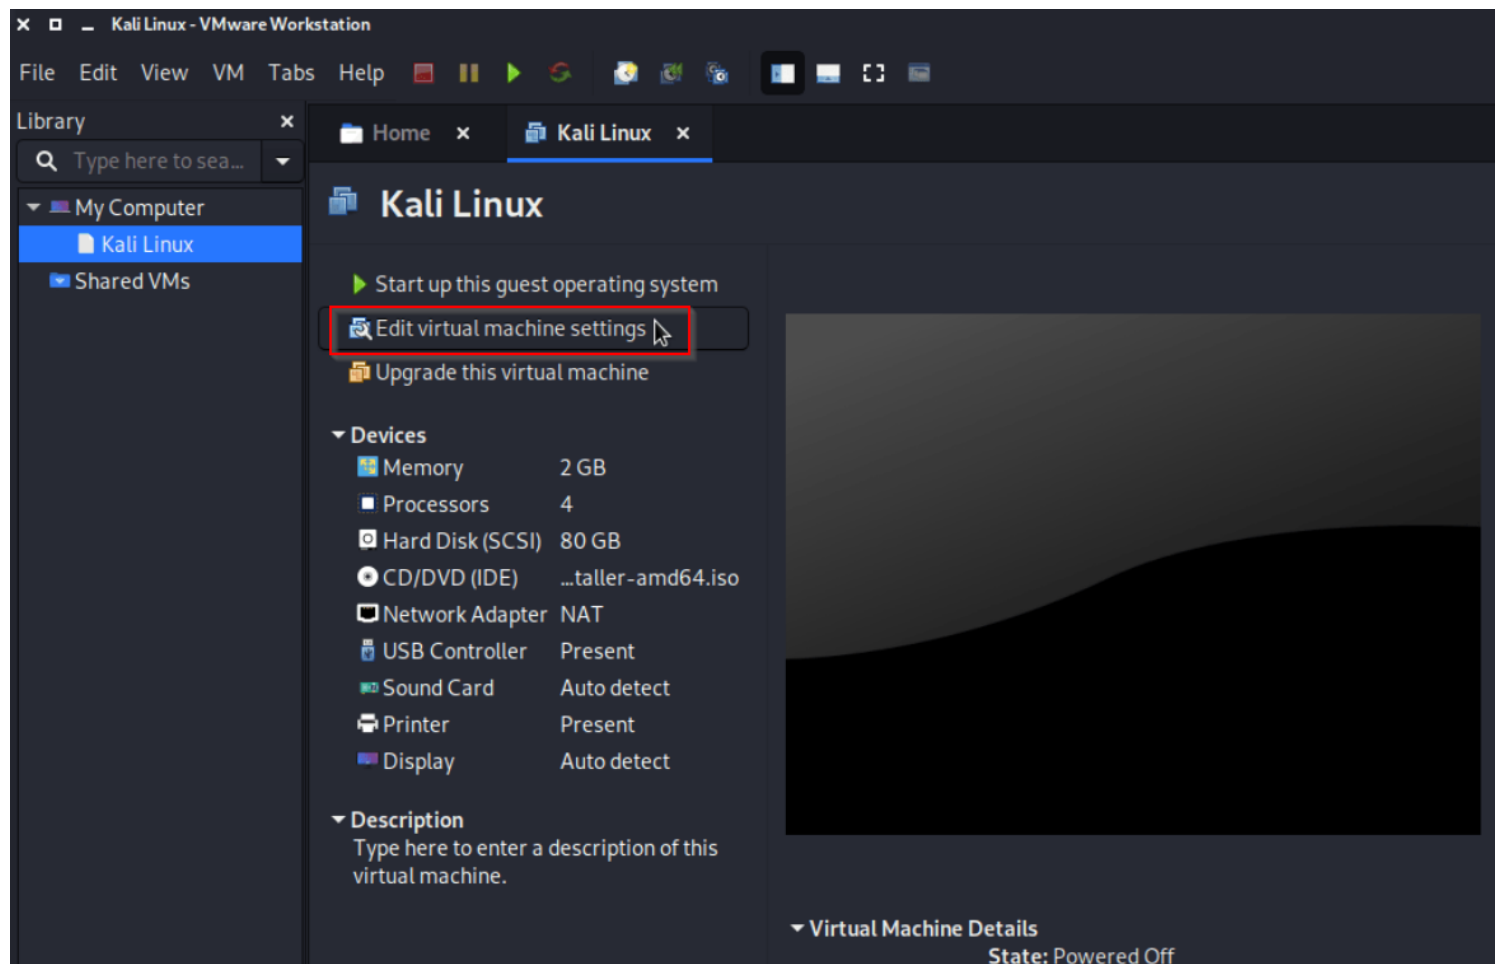 Kali Linux - VMware Workstation
File Edit View VM Tabs Help
Library
Home
Kali Linux
Type here to sea...
My Computer
Kali Linux
Shared VMs
Kali Linux
Start up this guest operating system
Edit virtual machine settings
Upgrade this virtual machine
Devices
Memory 2 GB
Processors 4
Hard Disk (SCSI) 80 GB
CD/DVD (IDE) ...taller-amd64.iso
Network Adapter NAT
USB Controller Present
Sound Card Auto detect
Printer Present
Display Auto detect
Description
Type here to enter a description of this
virtual machine.
Virtual Machine Details
State: Powered Off